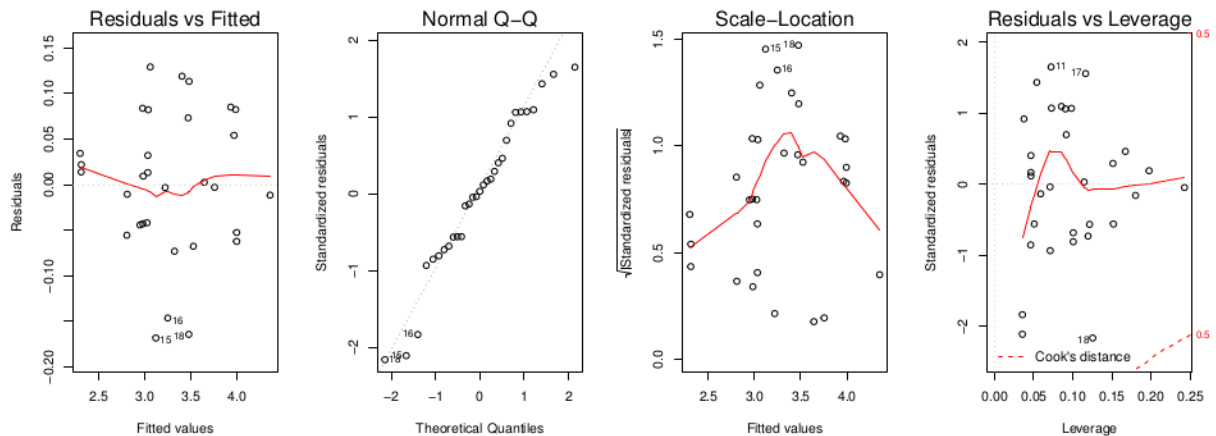 Residuals vs Fitted
Residuals
−0.20
−0.10
0.00
0.05
0.10
0.15
2.5 3.0 3.5 4.0
Fitted values
16
15
18
Normal Q−Q
Standardized residuals
−2
−1
0
1
2
−2 −1 0 1 2
Theoretical Quantiles
16
15
18
Scale−Location
√|Standardized residuals|
0.0
0.5
1.0
1.5
2.5 3.0 3.5 4.0
Fitted values
15
18
16
Residuals vs Leverage
Standardized residuals
−2
−1
0
1
2
0.00 0.05 0.10 0.15 0.20 0.25
Leverage
11
17
18
Cook's distance
0.5
0.5